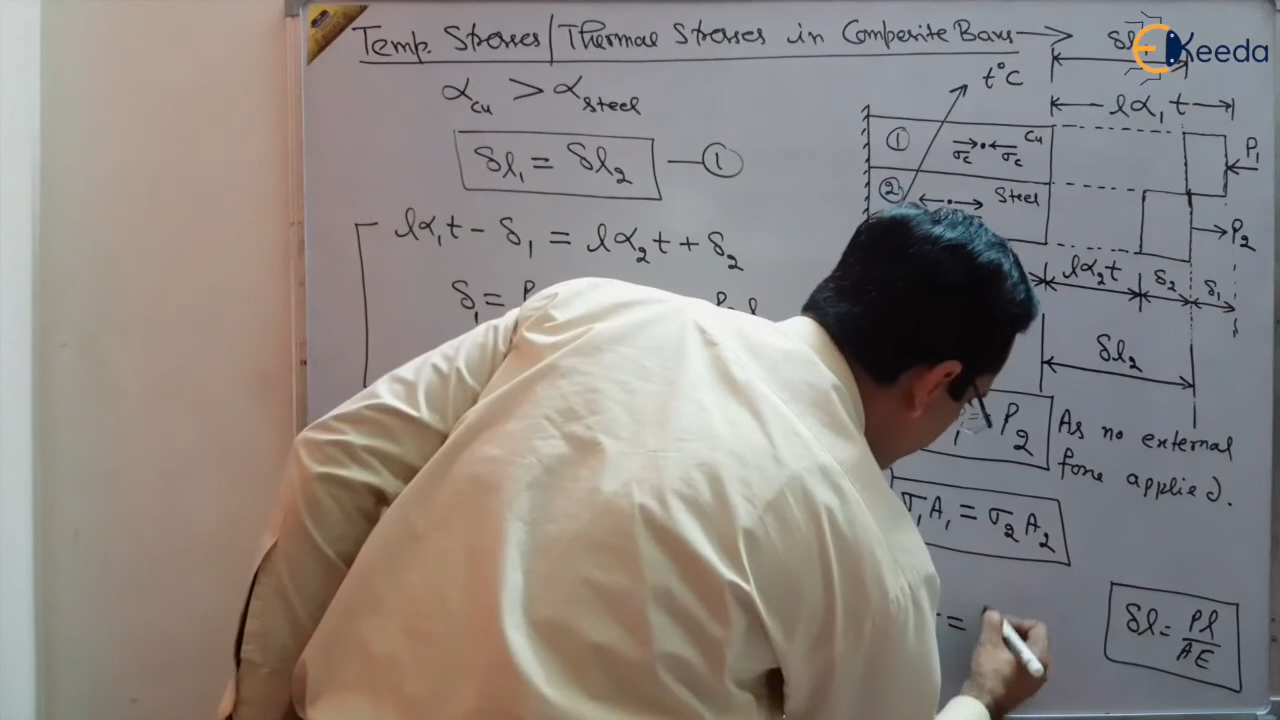 Temp. Stresses/Thermal Stresses in Composite Bars → δl₁
Ekeeda
α_cu > α_steel
t°C
lα₁t
δl₁ = δl₂ —①
① σc σc Cu
P₁
② Steel
P₂
lα₁t - δ₁ = lα₂t + δ₂
lα₂t δ₂ δ₁
δ₁ =
δl₂
= P₂
As no external
force applied.
σ₁A₁ = σ₂A₂
=
δl = Pl/AE